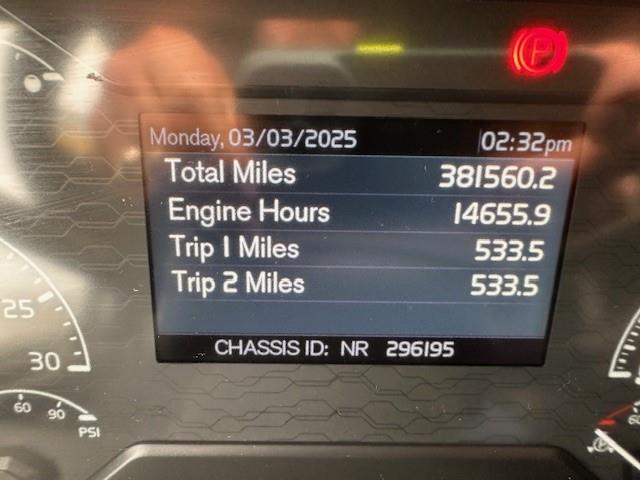 P
Monday, 03/03/2025 02:32pm
Total Miles 381560.2
Engine Hours 14655.9
Trip 1 Miles 533.5
Trip 2 Miles 533.5
CHASSIS ID: NR 296195
25
30
60 90
PSI